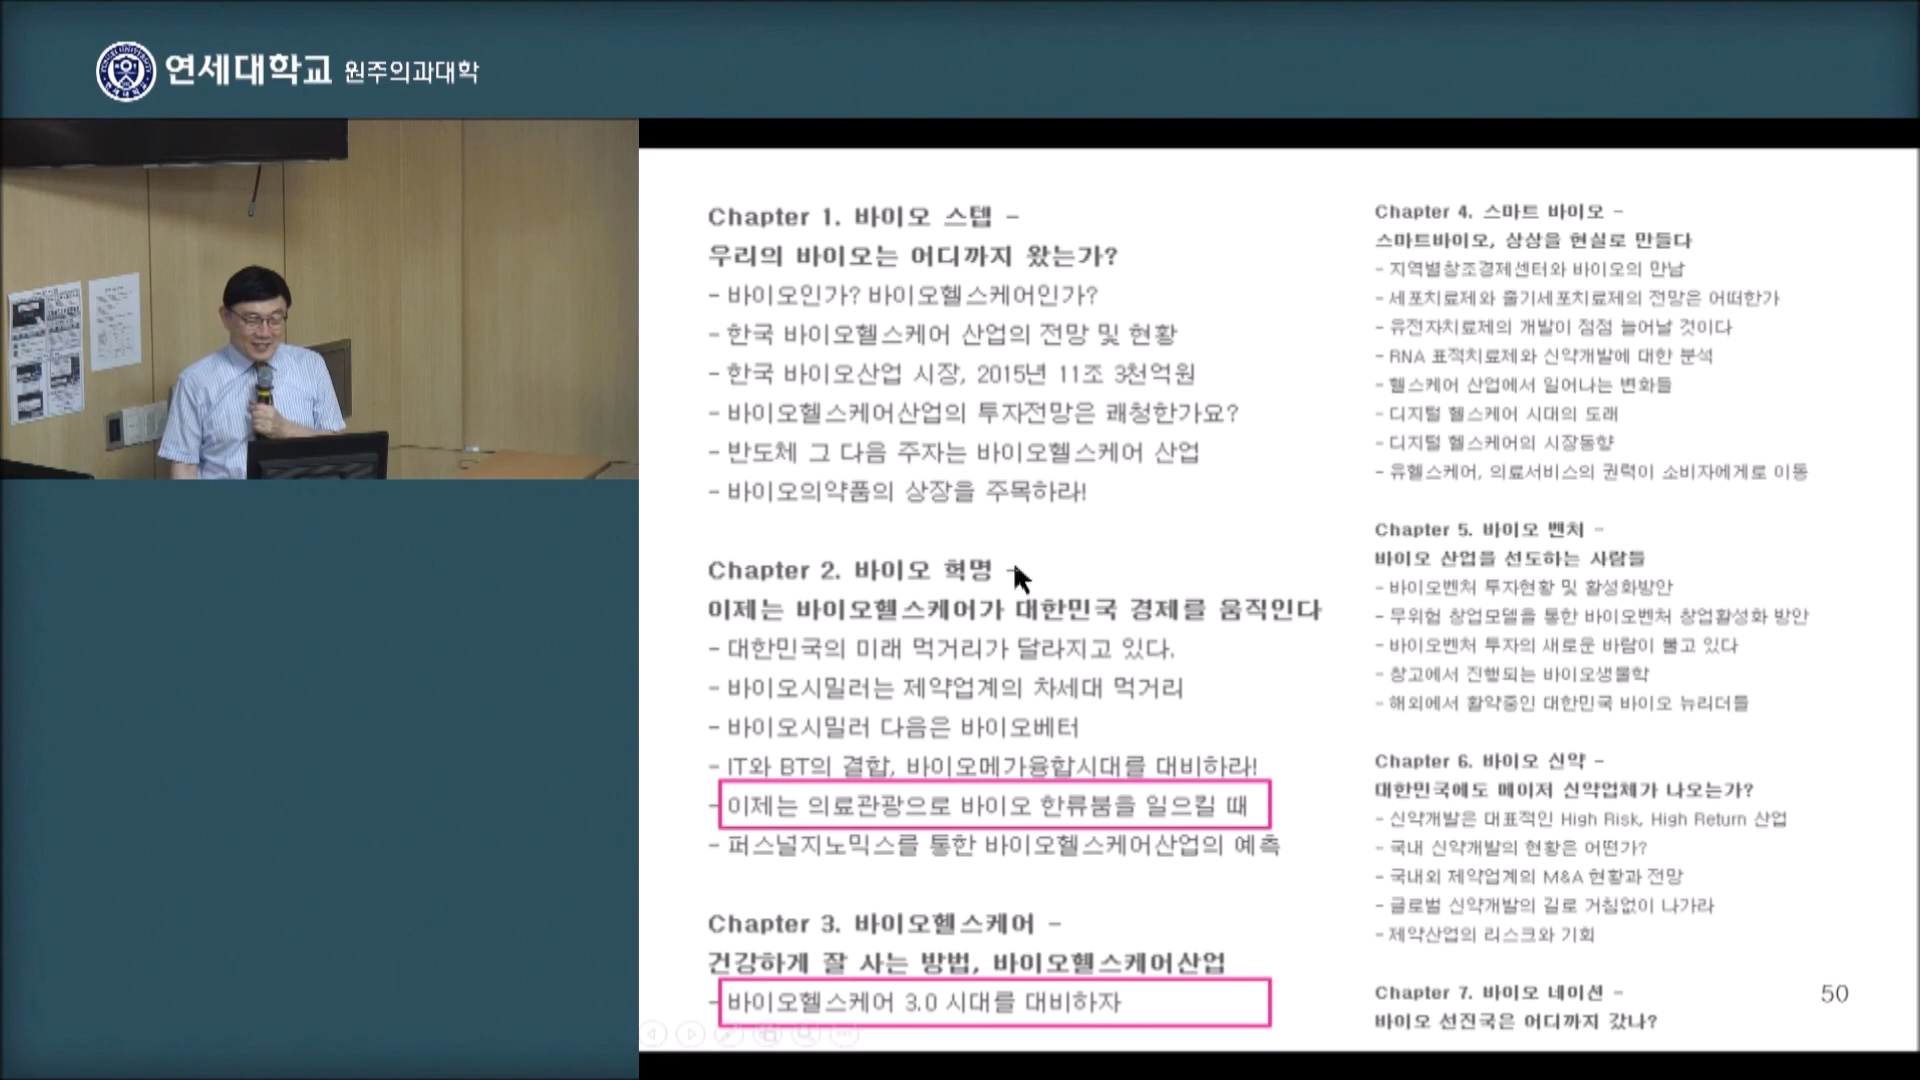 연세대학교 원주의과대학
Chapter 1. 바이오 스텝 -
우리의 바이오는 어디까지 왔는가?
- 바이오인가? 바이오헬스케어인가?
- 한국 바이오헬스케어 산업의 전망 및 현황
- 한국 바이오산업 시장, 2015년 11조 3천억원
- 바이오헬스케어산업의 투자전망은 쾌청한가요?
- 반도체 그 다음 주자는 바이오헬스케어 산업
- 바이오의약품의 상장을 주목하라!
Chapter 2. 바이오 혁명 -
이제는 바이오헬스케어가 대한민국 경제를 움직인다
- 대한민국의 미래 먹거리가 달라지고 있다.
- 바이오시밀러는 제약업계의 차세대 먹거리
- 바이오시밀러 다음은 바이오베터
- IT와 BT의 결합, 바이오메가융합시대를 대비하라!
- 이제는 의료관광으로 바이오 한류붐을 일으킬 때
- 퍼스널지노믹스를 통한 바이오헬스케어산업의 예측
Chapter 3. 바이오헬스케어 -
건강하게 잘 사는 방법, 바이오헬스케어산업
- 바이오헬스케어 3.0 시대를 대비하자
Chapter 4. 스마트 바이오 -
스마트바이오, 상상을 현실로 만들다
- 지역별창조경제센터와 바이오의 만남
- 세포치료제와 줄기세포치료제의 전망은 어떠한가
- 유전자치료제의 개발이 점점 늘어날 것이다
- RNA 표적치료제와 신약개발에 대한 분석
- 헬스케어 산업에서 일어나는 변화들
- 디지털 헬스케어 시대의 도래
- 디지털 헬스케어의 시장동향
- 유헬스케어, 의료서비스의 권력이 소비자에게로 이동
Chapter 5. 바이오 벤처 -
바이오 산업을 선도하는 사람들
- 바이오벤처 투자현황 및 활성화방안
- 무위험 창업모델을 통한 바이오벤처 창업활성화 방안
- 바이오벤처 투자의 새로운 바람이 불고 있다
- 창고에서 진행되는 바이오생물학
- 해외에서 활약중인 대한민국 바이오 뉴리더들
Chapter 6. 바이오 신약 -
대한민국에도 메이저 신약업체가 나오는가?
- 신약개발은 대표적인 High Risk, High Return 산업
- 국내 신약개발의 현황은 어떤가?
- 국내외 제약업계의 M&A 현황과 전망
- 글로벌 신약개발의 길로 거침없이 나가라
- 제약산업의 리스크와 기회
Chapter 7. 바이오 네이션 -
바이오 선진국은 어디까지 갔나?
50